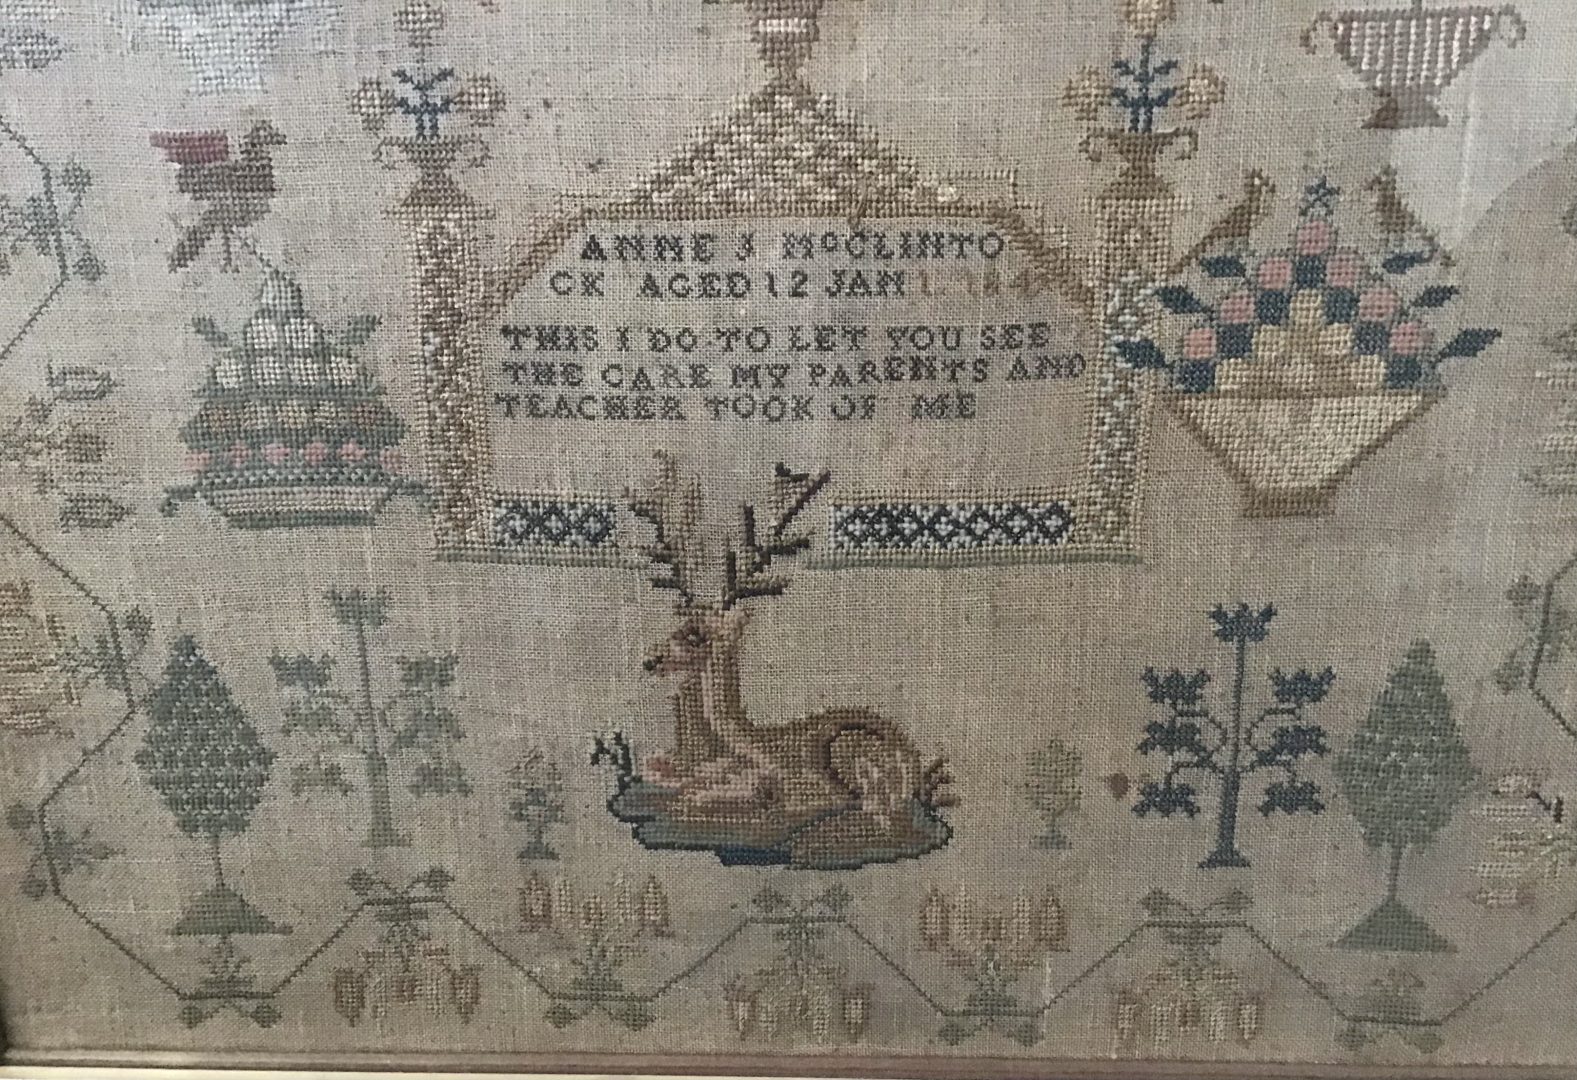 ANNE J McCLINTO
CK AGED 12 JAN
THIS I DO TO LET YOU SEE
THE CARE MY PARENTS AND
TEACHER TOOK OF ME